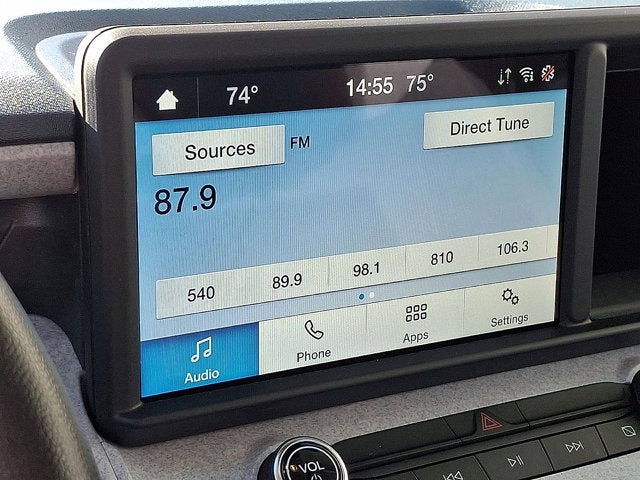 74° 14:55 75°
Sources FM Direct Tune
87.9
540 89.9 98.1 810 106.3
Audio Phone Apps Settings
VOL